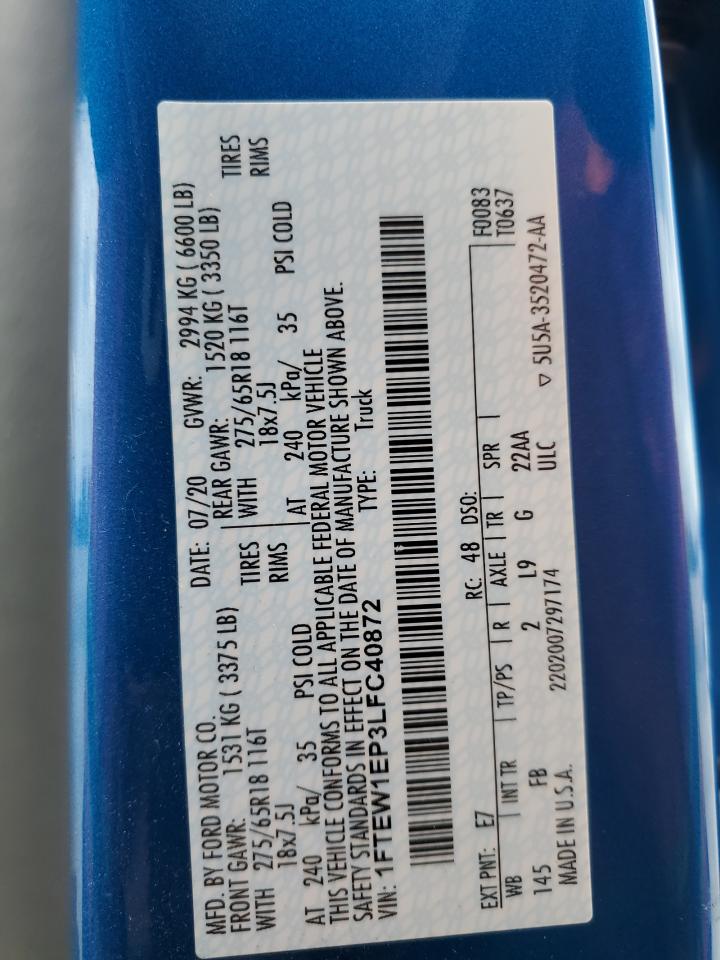 MFD. BY FORD MOTOR CO. DATE: 07/20 GVWR: 2994 KG ( 6600 LB)
FRONT GAWR: 1531 KG ( 3375 LB) REAR GAWR: 1520 KG ( 3350 LB)
WITH 275/65R18 116T TIRES WITH 275/65R18 116T TIRES
18x7.5J RIMS 18x7.5J RIMS
AT 240 kPa/ 35 PSI COLD AT 240 kPa/ 35 PSI COLD
THIS VEHICLE CONFORMS TO ALL APPLICABLE FEDERAL MOTOR VEHICLE
SAFETY STANDARDS IN EFFECT ON THE DATE OF MANUFACTURE SHOWN ABOVE.
VIN: 1FTEW1EP3LFC40872 TYPE: Truck
EXT PNT: E7 RC: 48 DSO: F0083
WB INT TR TP/PS R AXLE TR SPR T0637
145 FB 2 L9 G 22AA
MADE IN U.S.A. 2202007297174 ULC ▽ 5U5A-3520472-AA